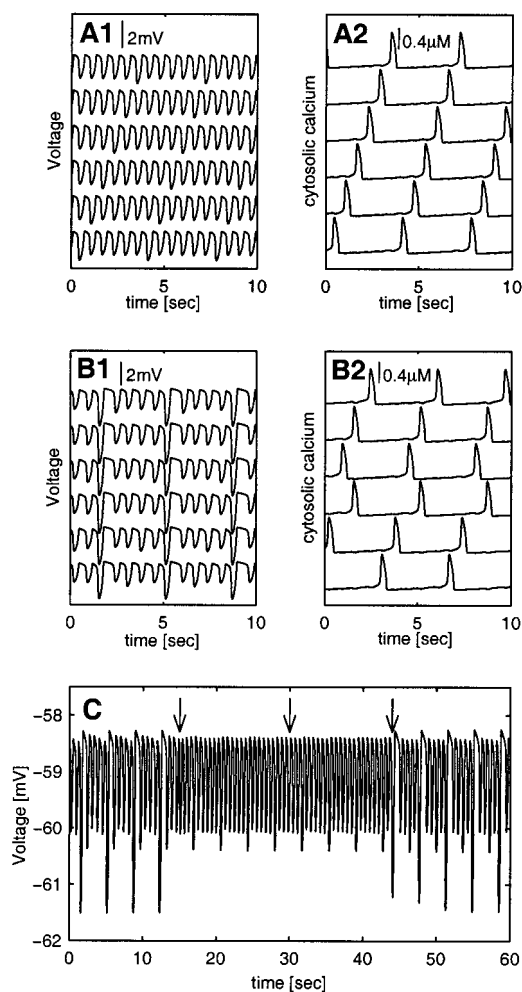 A1 2mV
Voltage
0 5 10
time [sec]
A2 0.4μM
cytosolic calcium
0 5 10
time [sec]
B1 2mV
Voltage
0 5 10
time [sec]
B2 0.4μM
cytosolic calcium
0 5 10
time [sec]
C
Voltage [mV]
−58
−59
−60
−61
−62
0 10 20 30 40 50 60
time [sec]